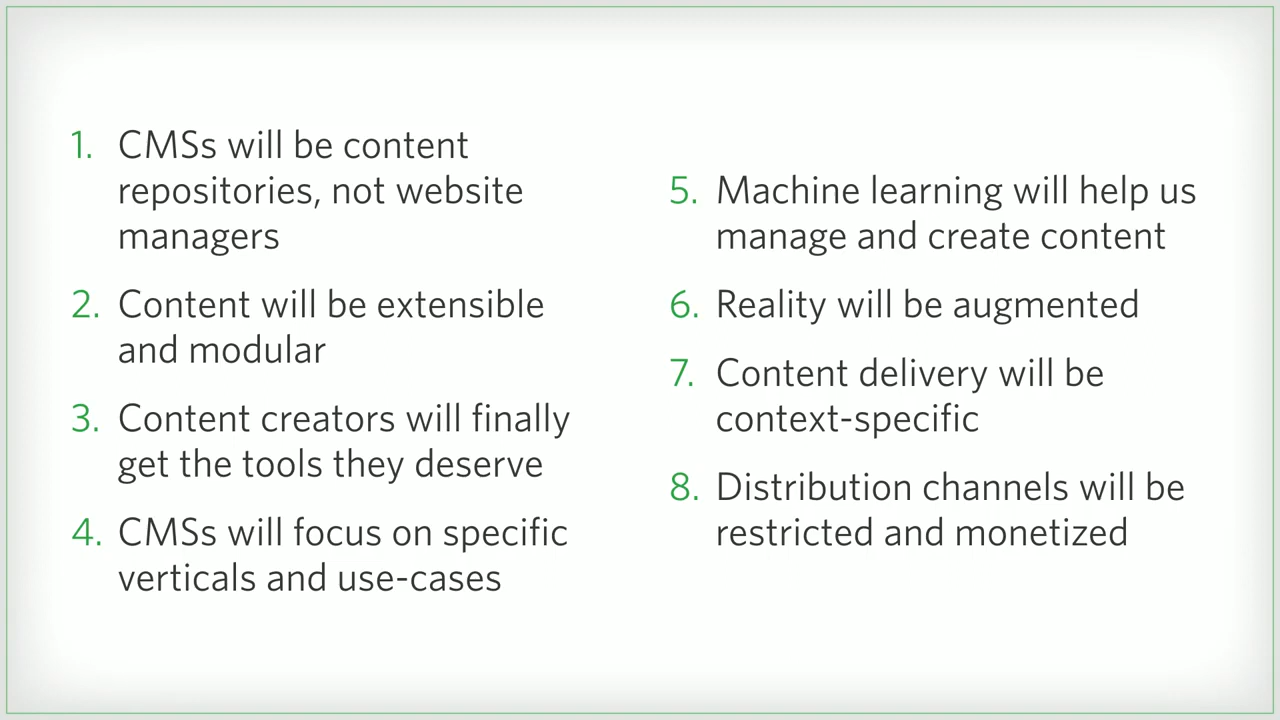 1. CMSs will be content
repositories, not website
managers
2. Content will be extensible
and modular
3. Content creators will finally
get the tools they deserve
4. CMSs will focus on specific
verticals and use-cases
5. Machine learning will help us
manage and create content
6. Reality will be augmented
7. Content delivery will be
context-specific
8. Distribution channels will be
restricted and monetized